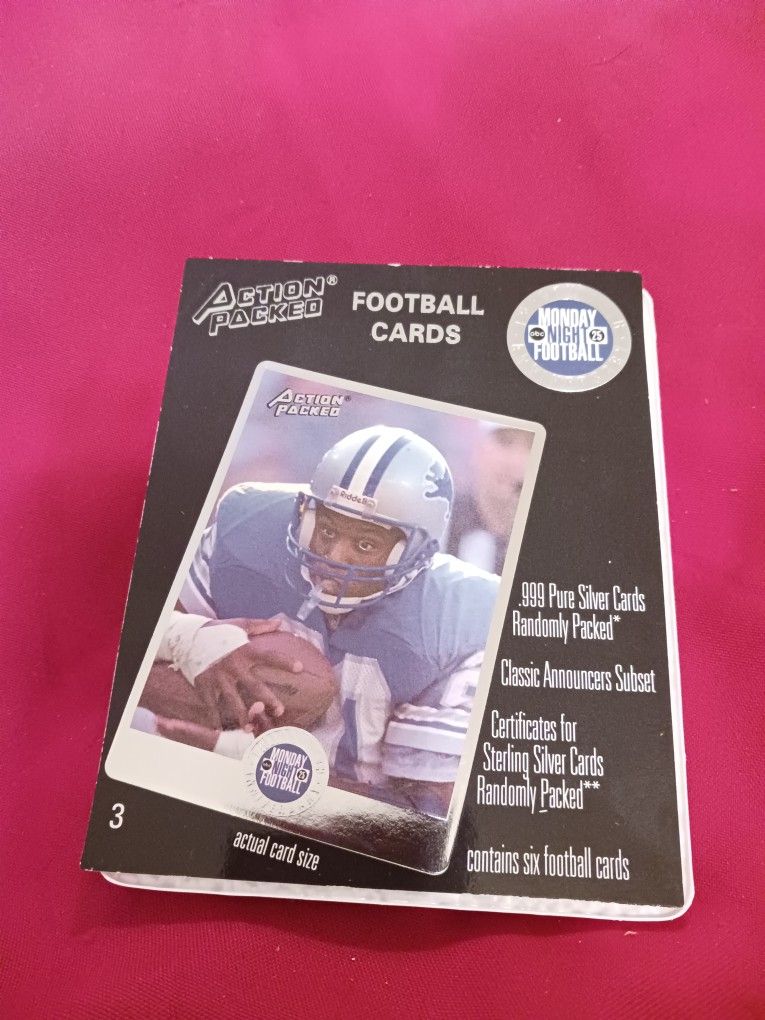 ACTION PACKED®
FOOTBALL
CARDS
MONDAY
abc NIGHT 25
FOOTBALL
ACTION PACKED®
Riddell
.999 Pure Silver Cards
Randomly Packed*
Classic Announcers Subset
Certificates for
Sterling Silver Cards
Randomly Packed**
MONDAY
abc NIGHT 25
FOOTBALL
3
actual card size
contains six football cards